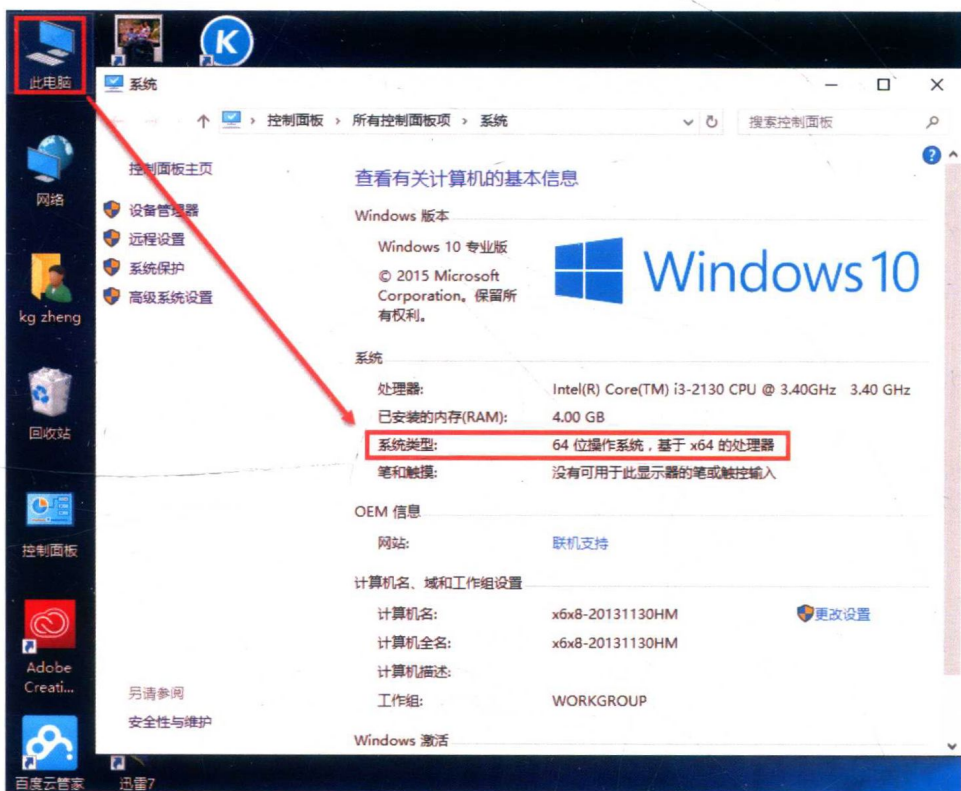 此电脑
K
系统
控制面板 › 所有控制面板项 › 系统
搜索控制面板
?
网络
kg zheng
回收站
控制面板
Adobe
Creati...
百度云管家
迅雷7
控制面板主页
设备管理器
远程设置
系统保护
高级系统设置
另请参阅
安全性与维护
查看有关计算机的基本信息
Windows 版本
Windows 10 专业版
© 2015 Microsoft
Corporation。保留所
有权利。
Windows 10
系统
处理器: Intel(R) Core(TM) i3-2130 CPU @ 3.40GHz 3.40 GHz
已安装的内存(RAM): 4.00 GB
系统类型: 64 位操作系统，基于 x64 的处理器
笔和触摸: 没有可用于此显示器的笔或触控输入
OEM 信息
网站: 联机支持
计算机名、域和工作组设置
计算机名: x6x8-20131130HM 更改设置
计算机全名: x6x8-20131130HM
计算机描述:
工作组: WORKGROUP
Windows 激活